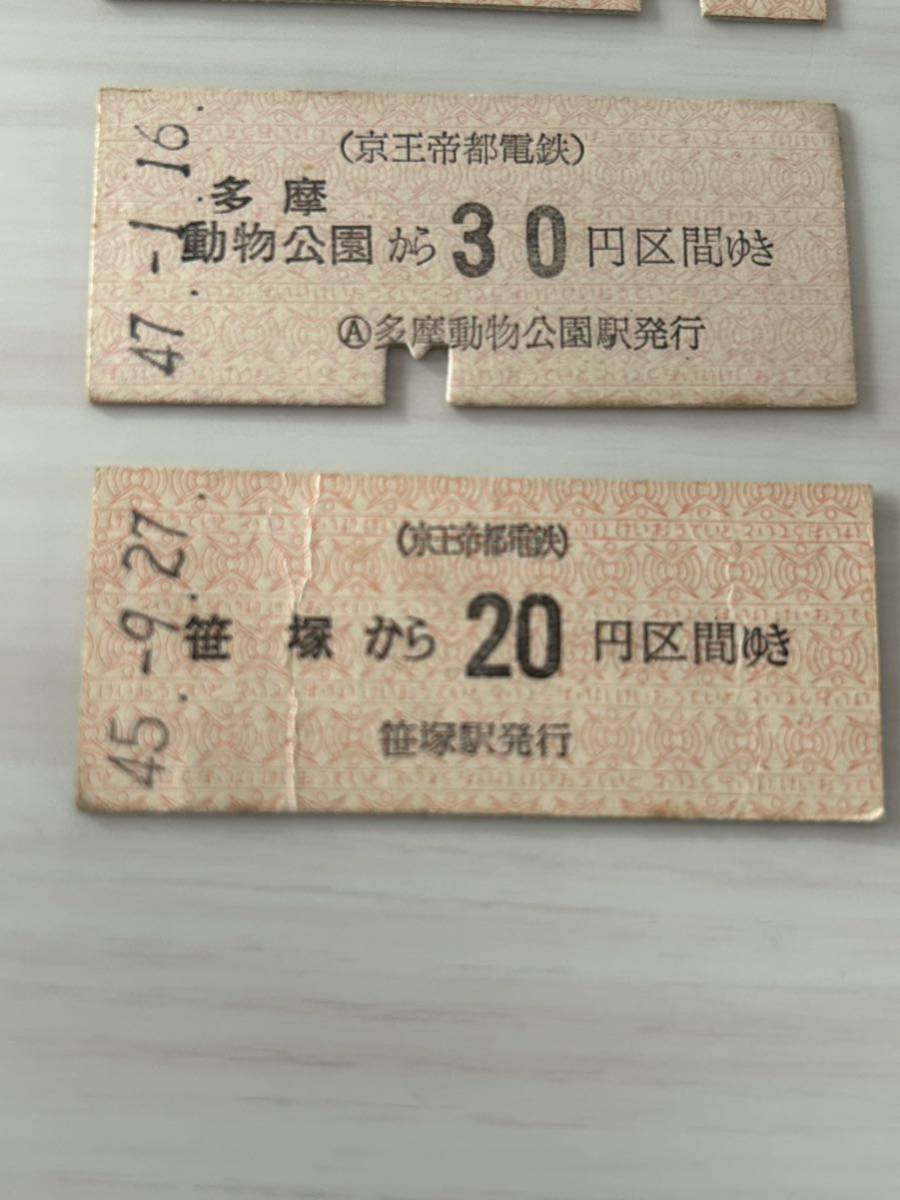 47.-1.16.
(京王帝都電鉄)
多摩
動物公園から30円区間ゆき
Ⓐ多摩動物公園駅発行
45.-9.27.
(京王帝都電鉄)
笹塚から20円区間ゆき
笹塚駅発行